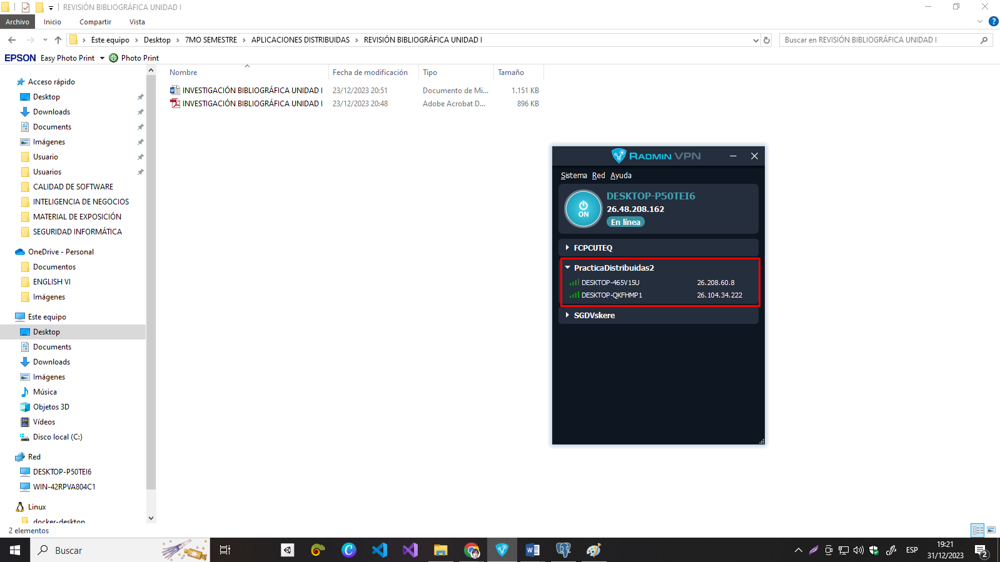 REVISIÓN BIBLIOGRÁFICA UNIDAD I
Archivo Inicio Compartir Vista
Este equipo Desktop 7MO SEMESTRE APLICACIONES DISTRIBUIDAS REVISIÓN BIBLIOGRÁFICA UNIDAD I
Buscar en REVISIÓN BIBLIOGRÁFICA UNIDAD I
EPSON Easy Photo Print Photo Print
Acceso rápido
Desktop
Downloads
Documents
Imágenes
Usuario
Usuarios
CALIDAD DE SOFTWARE
INTELIGENCIA DE NEGOCIOS
MATERIAL DE EXPOSICIÓN
SEGURIDAD INFORMÁTICA
OneDrive - Personal
Documentos
ENGLISH VI
Imágenes
Este equipo
Desktop
Documents
Downloads
Imágenes
Música
Objetos 3D
Vídeos
Disco local (C:)
Red
DESKTOP-P50TEI6
WIN-42RPVA804C1
Linux
docker-desktop
2 elementos
Nombre Fecha de modificación Tipo Tamaño
INVESTIGACIÓN BIBLIOGRÁFICA UNIDAD I 23/12/2023 20:51 Documento de Mi... 1.151 KB
INVESTIGACIÓN BIBLIOGRÁFICA UNIDAD I 23/12/2023 20:48 Adobe Acrobat D... 896 KB
RADMIN VPN
Sistema Red Ayuda
ON
DESKTOP-P50TEI6
26.48.208.162
En línea
FCPCUTEQ
PracticaDistribuidas2
DESKTOP-465V15U 26.208.60.8
DESKTOP-QKFHMP1 26.104.34.222
SGDVskere
Buscar
ESP
19:21
31/12/2023
2